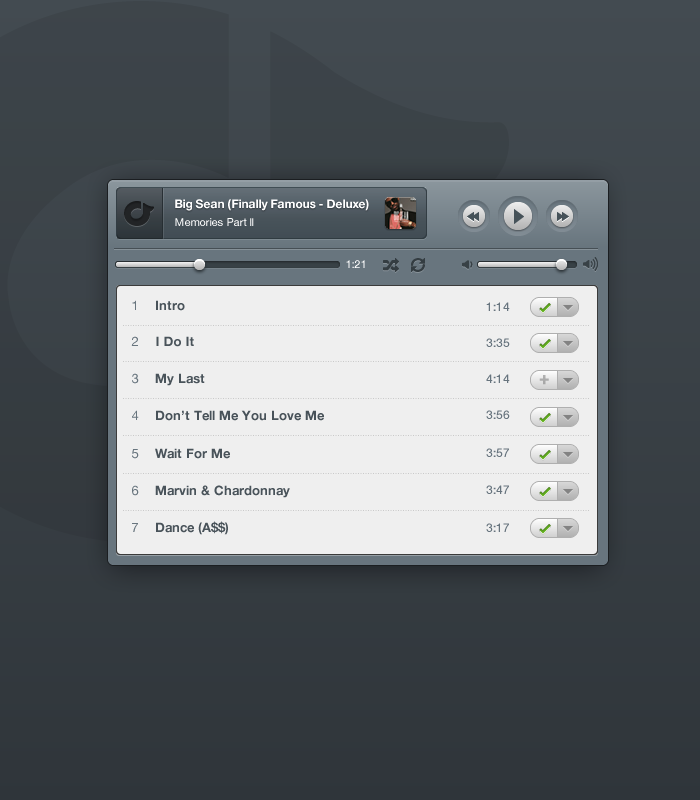 Big Sean (Finally Famous - Deluxe)
Memories Part II
1:21
1 Intro 1:14
2 I Do It 3:35
3 My Last 4:14
4 Don't Tell Me You Love Me 3:56
5 Wait For Me 3:57
6 Marvin & Chardonnay 3:47
7 Dance (A$$) 3:17